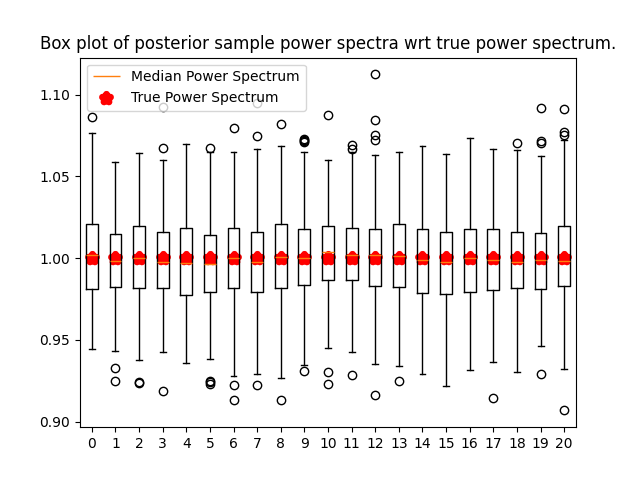 Box plot of posterior sample power spectra wrt true power spectrum.
Median Power Spectrum
True Power Spectrum
1.10
1.05
1.00
0.95
0.90
0 1 2 3 4 5 6 7 8 9 10 11 12 13 14 15 16 17 18 19 20